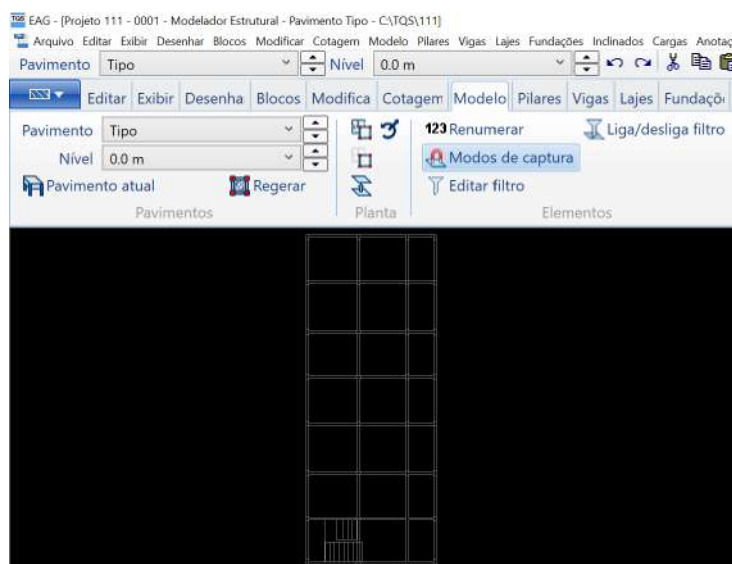 EAG - [Projeto 111 - 0001 - Modelador Estrutural - Pavimento Tipo - C:\TQS\111]
Arquivo Editar Exibir Desenhar Blocos Modificar Cotagem Modelo Pilares Vigas Lajes Fundações Inclinados Cargas Anotaç
Pavimento Tipo Nível 0.0 m
Editar Exibir Desenha Blocos Modifica Cotagem Modelo Pilares Vigas Lajes Fundaçõ
Pavimento Tipo 123 Renumerar Liga/desliga filtro
Nível 0.0 m Modos de captura
Pavimento atual Regerar Editar filtro
Pavimentos Planta Elementos